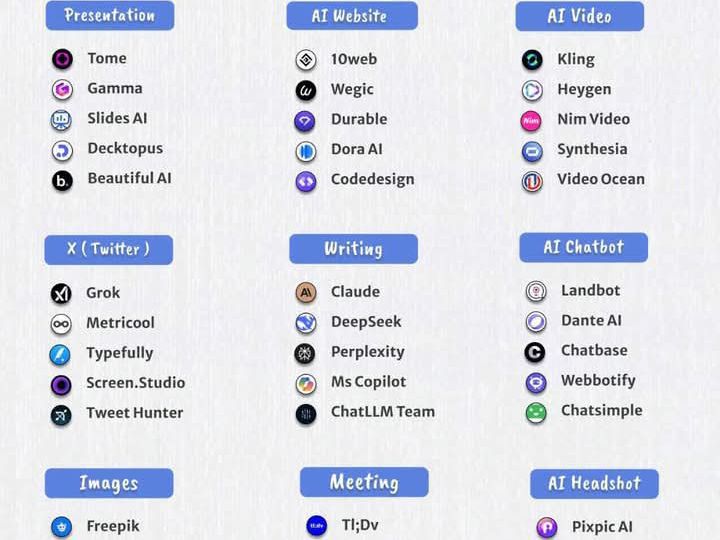 Presentation
Tome
Gamma
Slides AI
Decktopus
b.
Beautiful AI
AI Website
10web
Wegic
Durable
Dora AI
Codedesign
AI Video
Kling
Heygen
Nim
Nim Video
Synthesia
Video Ocean
X ( Twitter )
Grok
Metricool
Typefully
Screen.Studio
Tweet Hunter
Writing
Claude
DeepSeek
Perplexity
Ms Copilot
ChatLLM Team
AI Chatbot
Landbot
Dante AI
Chatbase
Webbotify
Chatsimple
Images
Freepik
Meeting
tl;dv
Tl;Dv
AI Headshot
Pixpic AI